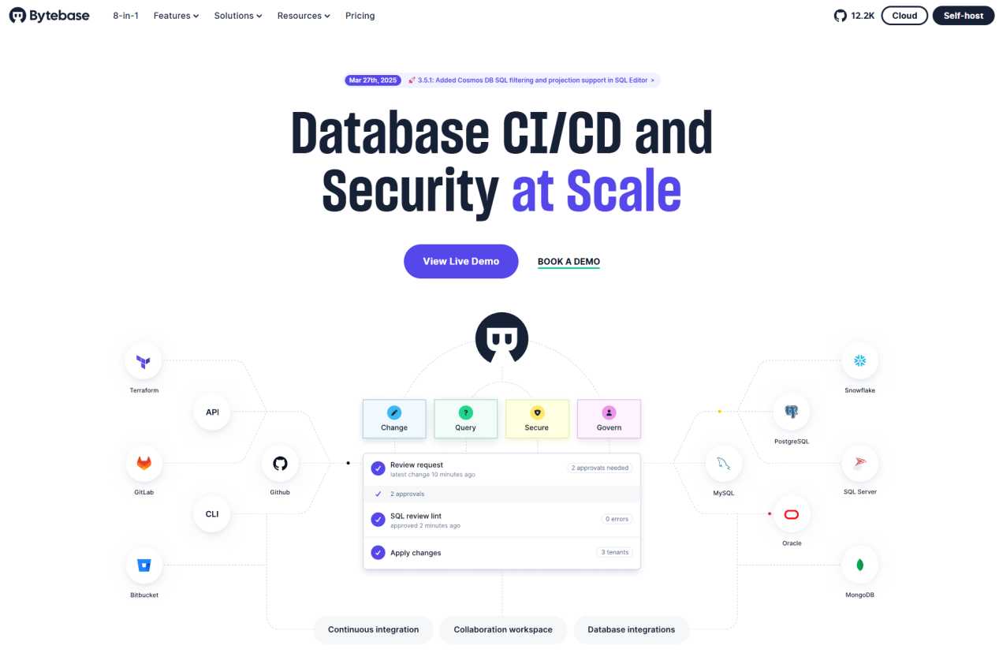 Bytebase
8-in-1
Features
Solutions
Resources
Pricing
12.2K
Cloud
Self-host
Mar 27th, 2025
🚀 3.5.1: Added Cosmos DB SQL filtering and projection support in SQL Editor >
Database CI/CD and
Security at Scale
View Live Demo
BOOK A DEMO
Terraform
API
GitLab
Github
CLI
Bitbucket
Change
Query
Secure
Govern
Review request
2 approvals needed
latest change 10 minutes ago
2 approvals
SQL review lint
0 errors
approved 2 minutes ago
Apply changes
3 tenants
Snowflake
PostgreSQL
MySQL
SQL Server
Oracle
MongoDB
Continuous integration
Collaboration workspace
Database integrations